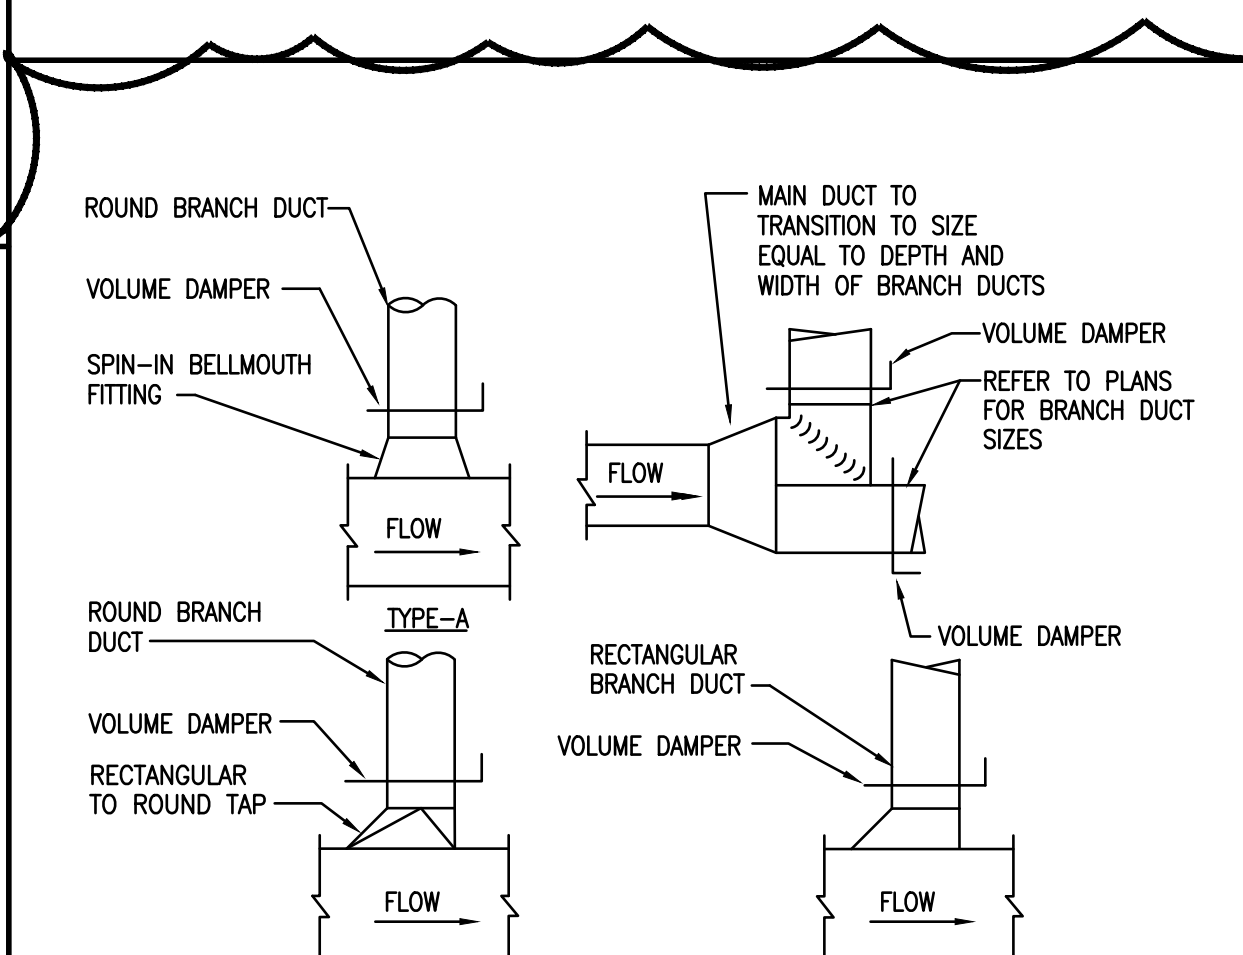 ROUND BRANCH DUCT
VOLUME DAMPER
SPIN-IN BELLMOUTH
FITTING
FLOW
TYPE-A
MAIN DUCT TO
TRANSITION TO SIZE
EQUAL TO DEPTH AND
WIDTH OF BRANCH DUCTS
VOLUME DAMPER
REFER TO PLANS
FOR BRANCH DUCT
SIZES
FLOW
VOLUME DAMPER
ROUND BRANCH
DUCT
VOLUME DAMPER
RECTANGULAR
TO ROUND TAP
FLOW
RECTANGULAR
BRANCH DUCT
VOLUME DAMPER
FLOW